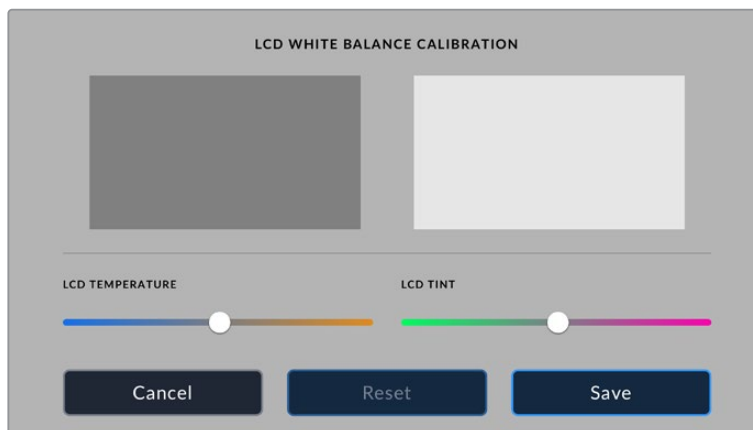 LCD WHITE BALANCE CALIBRATION
LCD TEMPERATURE
LCD TINT
Cancel
Reset
Save